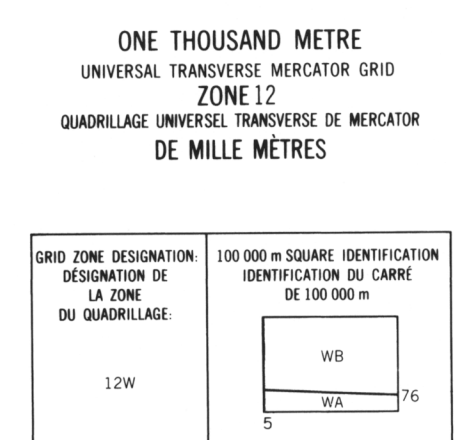 ONE THOUSAND METRE
UNIVERSAL TRANSVERSE MERCATOR GRID
ZONE 12
QUADRILLAGE UNIVERSEL TRANSVERSE DE MERCATOR
DE MILLE MÈTRES
GRID ZONE DESIGNATION:
DÉSIGNATION DE
LA ZONE
DU QUADRILLAGE:
12W
100 000 m SQUARE IDENTIFICATION
IDENTIFICATION DU CARRÉ
DE 100 000 m
WB
WA
76
5